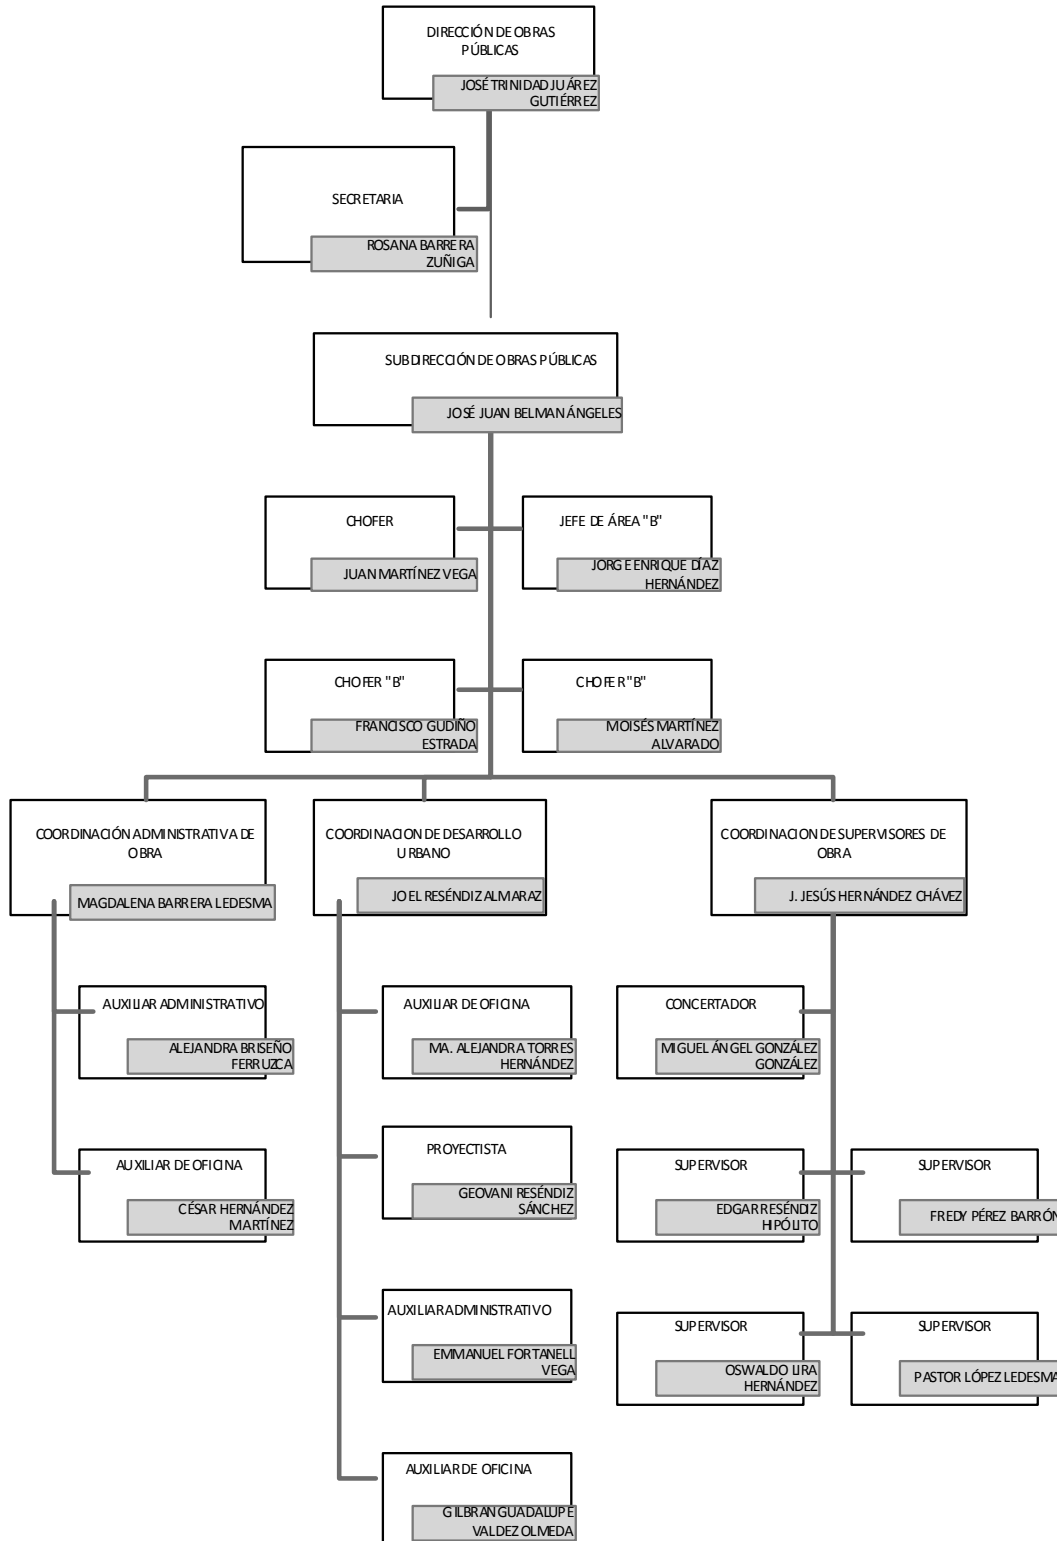 DIRECCIÓN DE OBRAS
PÚBLICAS
JOSÉ TRINIDAD JUÁREZ
GUTIÉRREZ
SECRETARIA
ROSANA BARRERA
ZUÑIGA
SUBDIRECCIÓN DE OBRAS PÚBLICAS
JOSÉ JUAN BELMAN ÁNGELES
CHOFER
JUAN MARTÍNEZ VEGA
JEFE DE ÁREA "B"
JORGE ENRIQUE DÍAZ
HERNÁNDEZ
CHOFER "B"
FRANCISCO GUDIÑO
ESTRADA
CHOFER "B"
MOISÉS MARTÍNEZ
ALVARADO
COORDINACIÓN ADMINISTRATIVA DE
OBRA
MAGDALENA BARRERA LEDESMA
COORDINACION DE DESARROLLO
URBANO
JOEL RESÉNDIZ ALMARAZ
COORDINACION DE SUPERVISORES DE
OBRA
J. JESÚS HERNÁNDEZ CHÁVEZ
AUXILIAR ADMINISTRATIVO
ALEJANDRA BRISEÑO
FERRUZCA
AUXILIAR DE OFICINA
MA. ALEJANDRA TORRES
HERNÁNDEZ
CONCERTADOR
MIGUEL ÁNGEL GONZÁLEZ
GONZÁLEZ
AUXILIAR DE OFICINA
CÉSAR HERNÁNDEZ
MARTÍNEZ
PROYECTISTA
GEOVANI RESÉNDIZ
SÁNCHEZ
SUPERVISOR
EDGAR RESÉNDIZ
HIPÓLITO
SUPERVISOR
FREDY PÉREZ BARRÓN
AUXILIAR ADMINISTRATIVO
EMMANUEL FORTANELL
VEGA
SUPERVISOR
OSWALDO LIRA
HERNÁNDEZ
SUPERVISOR
PASTOR LÓPEZ LEDESMA
AUXILIAR DE OFICINA
GILBRAN GUADALUPE
VALDEZ OLMEDA